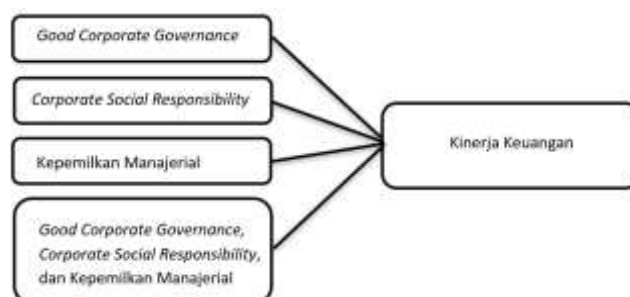 Good Corporate Governance
Corporate Social Responsibility
Kepemilkan Manajerial
Good Corporate Governance,
Corporate Social Responsibility,
dan Kepemilkan Manajerial
Kinerja Keuangan